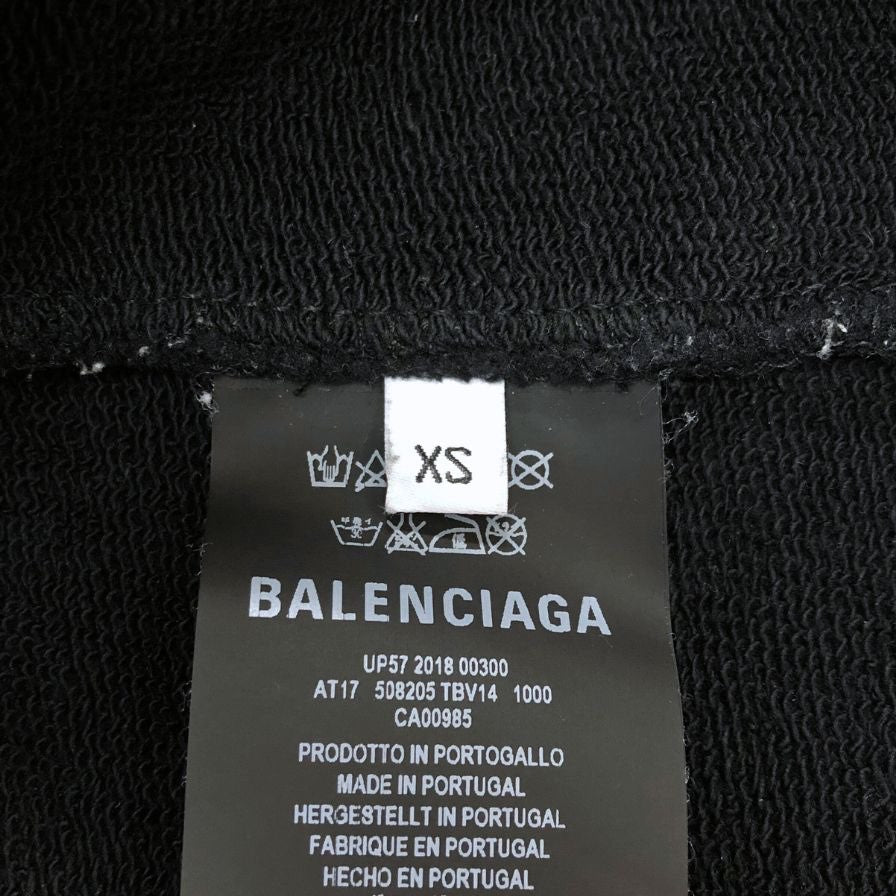 XS
BALENCIAGA
UP57 2018 00300
AT17 508205 TBV14 1000
CA00985
PRODOTTO IN PORTOGALLO
MADE IN PORTUGAL
HERGESTELLT IN PORTUGAL
FABRIQUE EN PORTUGAL
HECHO EN PORTUGAL